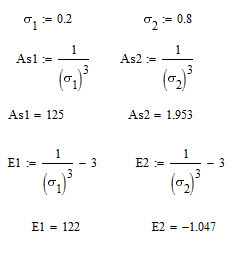 σ₁ := 0.2 σ₂ := 0.8
As1 := 1/(σ₁)³ As2 := 1/(σ₂)³
As1 = 125 As2 = 1.953
E1 := 1/(σ₁)³ − 3 E2 := 1/(σ₂)³ − 3
E1 = 122 E2 = −1.047